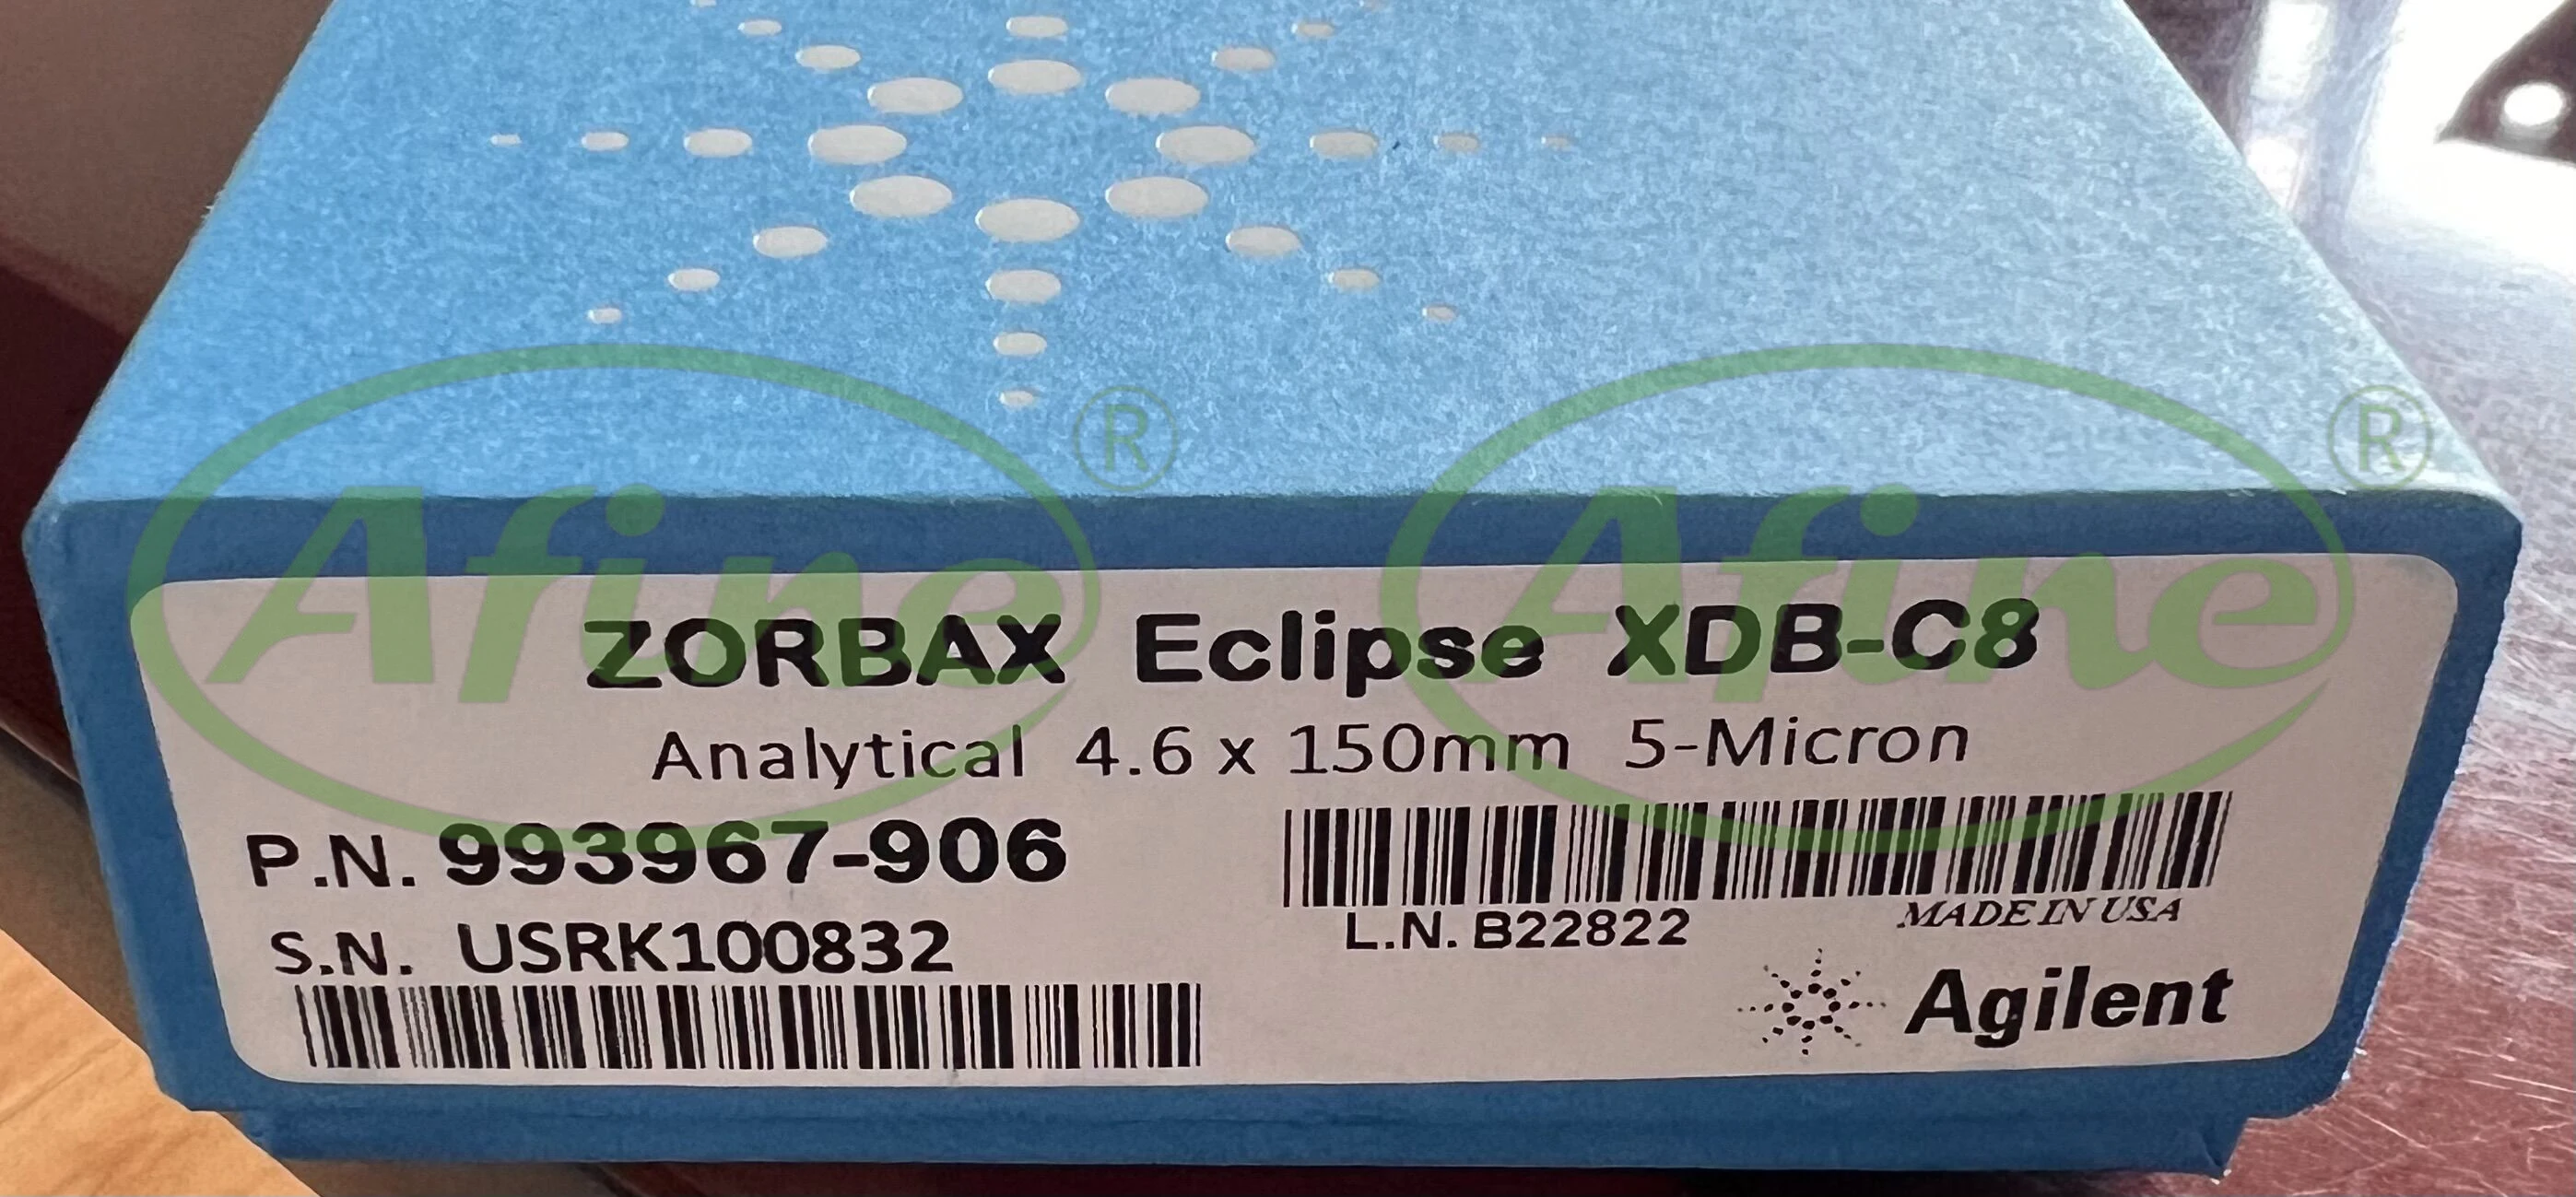 Afine® Afine®
ZORBAX Eclipse XDB-C8
Analytical 4.6 x 150mm 5-Micron
P.N. 993967-906
L.N. B22822 MADE IN USA
S.N. USRK100832
Agilent